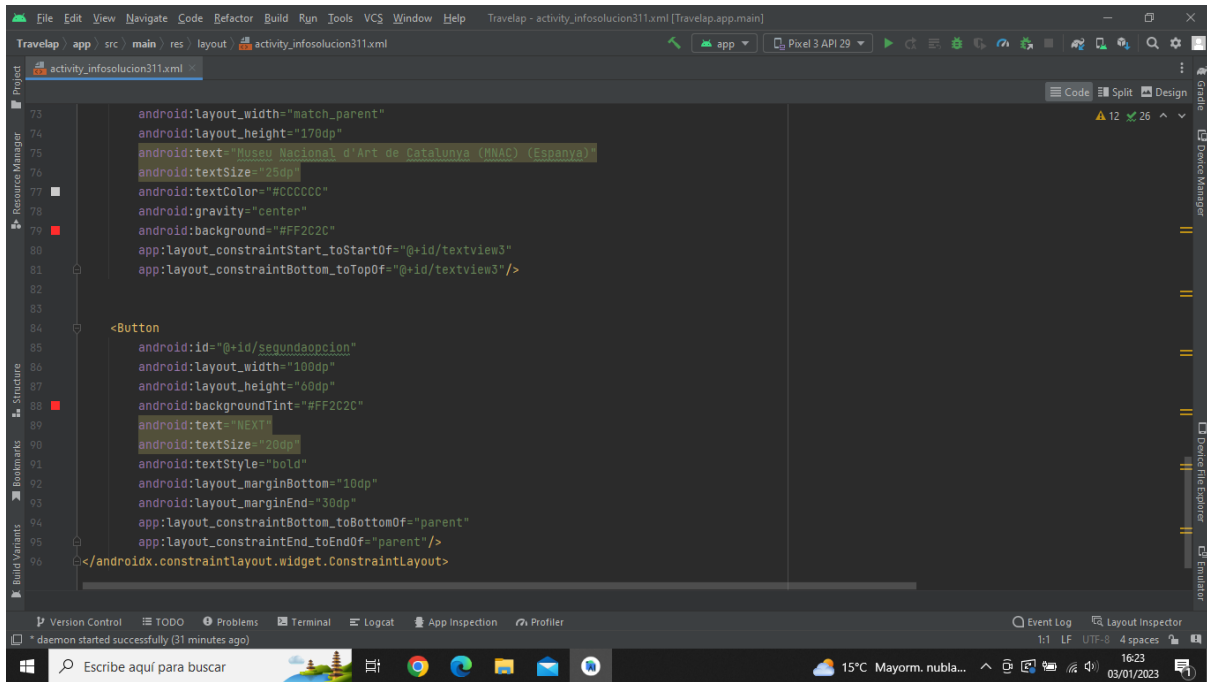 File Edit View Navigate Code Refactor Build Run Tools VCS Window Help Travelap - activity_infosolucion311.xml [Travelap.app.main]
Travelap app src main res layout activity_infosolucion311.xml app Pixel 3 API 29
activity_infosolucion311.xml
Code Split Design
12 26
Project
Resource Manager
Structure
Bookmarks
Build Variants
73 android:layout_width="match_parent"
74 android:layout_height="170dp"
75 android:text="Museu Nacional d'Art de Catalunya (MNAC) (Espanya)"
76 android:textSize="25dp"
77 android:textColor="#CCCCCC"
78 android:gravity="center"
79 android:background="#FF2C2C"
80 app:layout_constraintStart_toStartOf="@+id/textview3"
81 app:layout_constraintBottom_toTopOf="@+id/textview3"/>
82
83
84 <Button
85 android:id="@+id/segundaopcion"
86 android:layout_width="100dp"
87 android:layout_height="60dp"
88 android:backgroundTint="#FF2C2C"
89 android:text="NEXT"
90 android:textSize="20dp"
91 android:textStyle="bold"
92 android:layout_marginBottom="10dp"
93 android:layout_marginEnd="30dp"
94 app:layout_constraintBottom_toBottomOf="parent"
95 app:layout_constraintEnd_toEndOf="parent"/>
96 </androidx.constraintlayout.widget.ConstraintLayout>
Gradle
Device Manager
Device File Explorer
Emulator
Version Control TODO Problems Terminal Logcat App Inspection Profiler Event Log Layout Inspector
* daemon started successfully (31 minutes ago) 1:1 LF UTF-8 4 spaces
Escribe aquí para buscar 15°C Mayorm. nubla... 16:23
03/01/2023